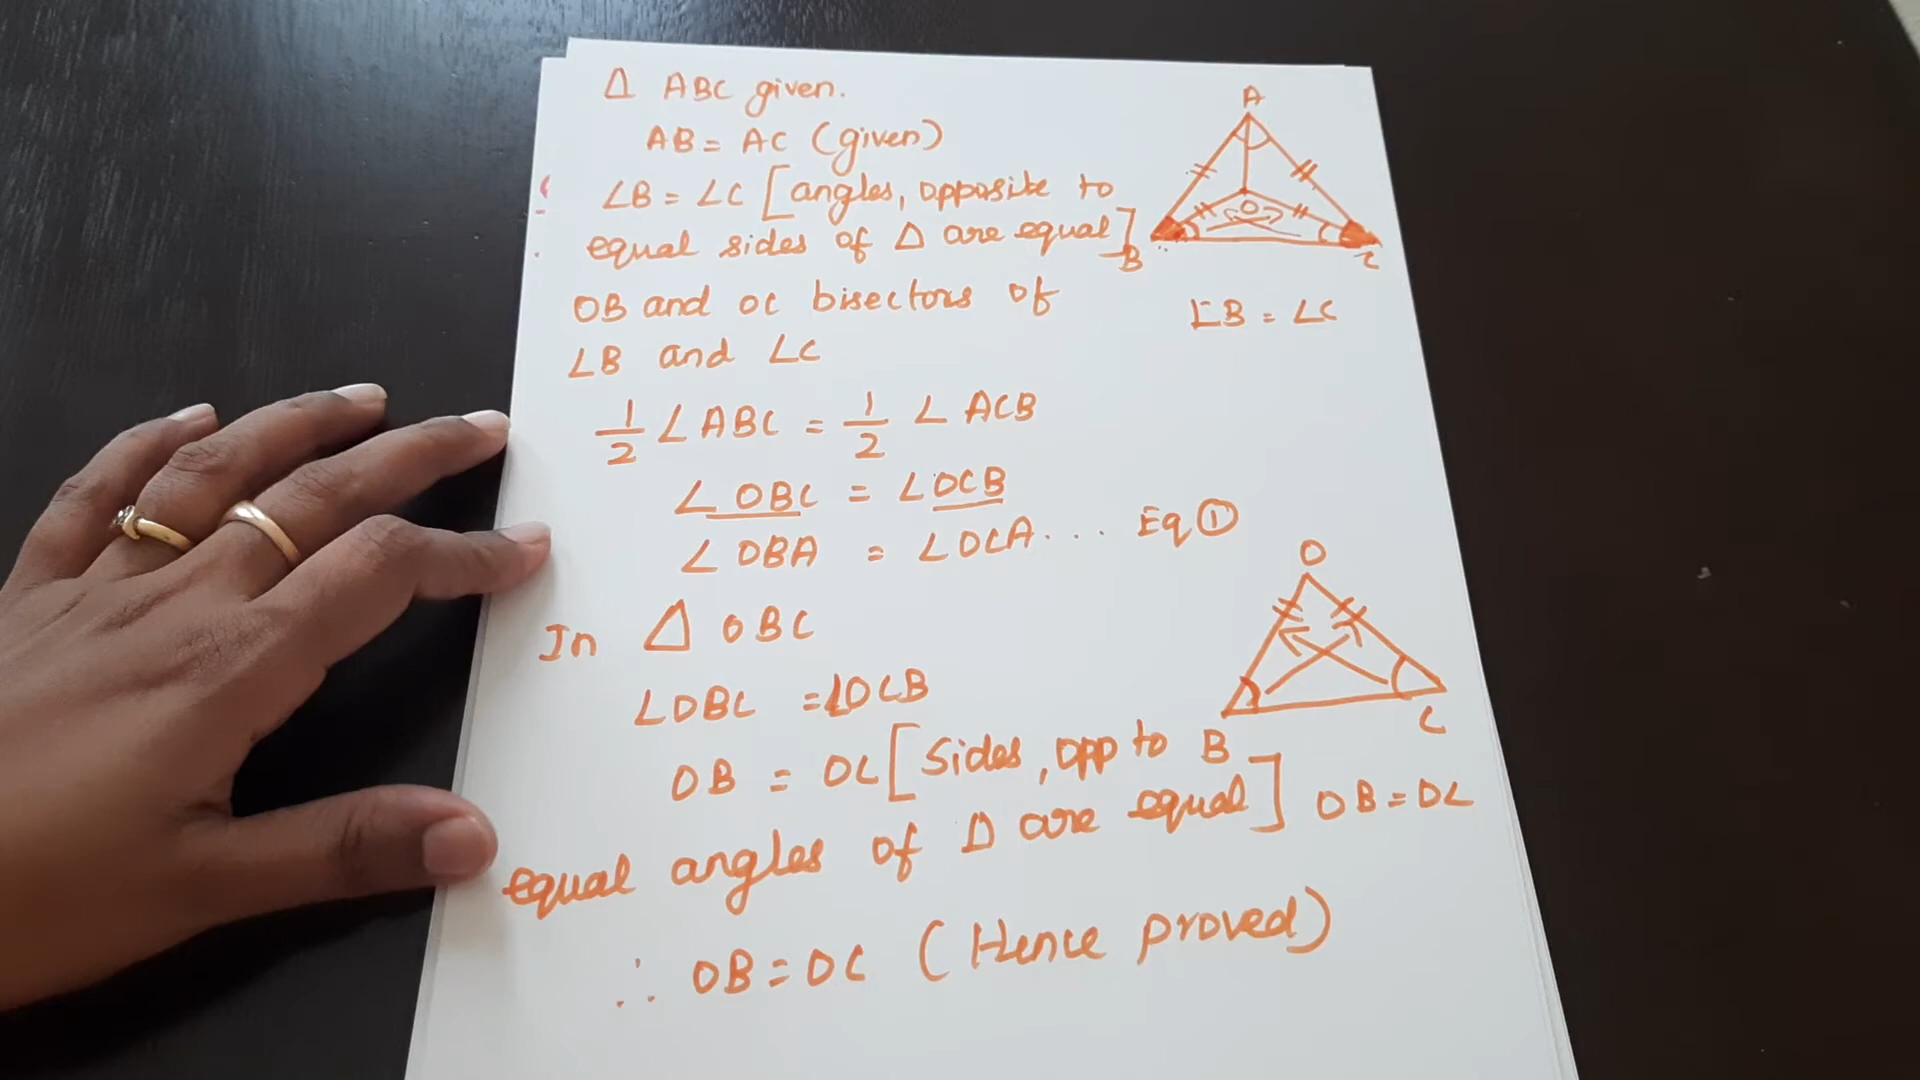 Δ ABC given.
AB = AC (given)
∠B = ∠C [angles, opposite to
equal sides of Δ are equal]
OB and OC bisectors of
∠B and ∠C
1/2 ∠ABC = 1/2 ∠ACB
∠OBC = ∠OCB
∠OBA = ∠OCA . . . Eq ①
In Δ OBC
∠OBC = ∠OCB
OB = OC [Sides, opp to
equal angles of Δ are equal]
∴ OB = OC (Hence proved)
A
O
B
C
∠B = ∠C
O
B
C
OB = OC